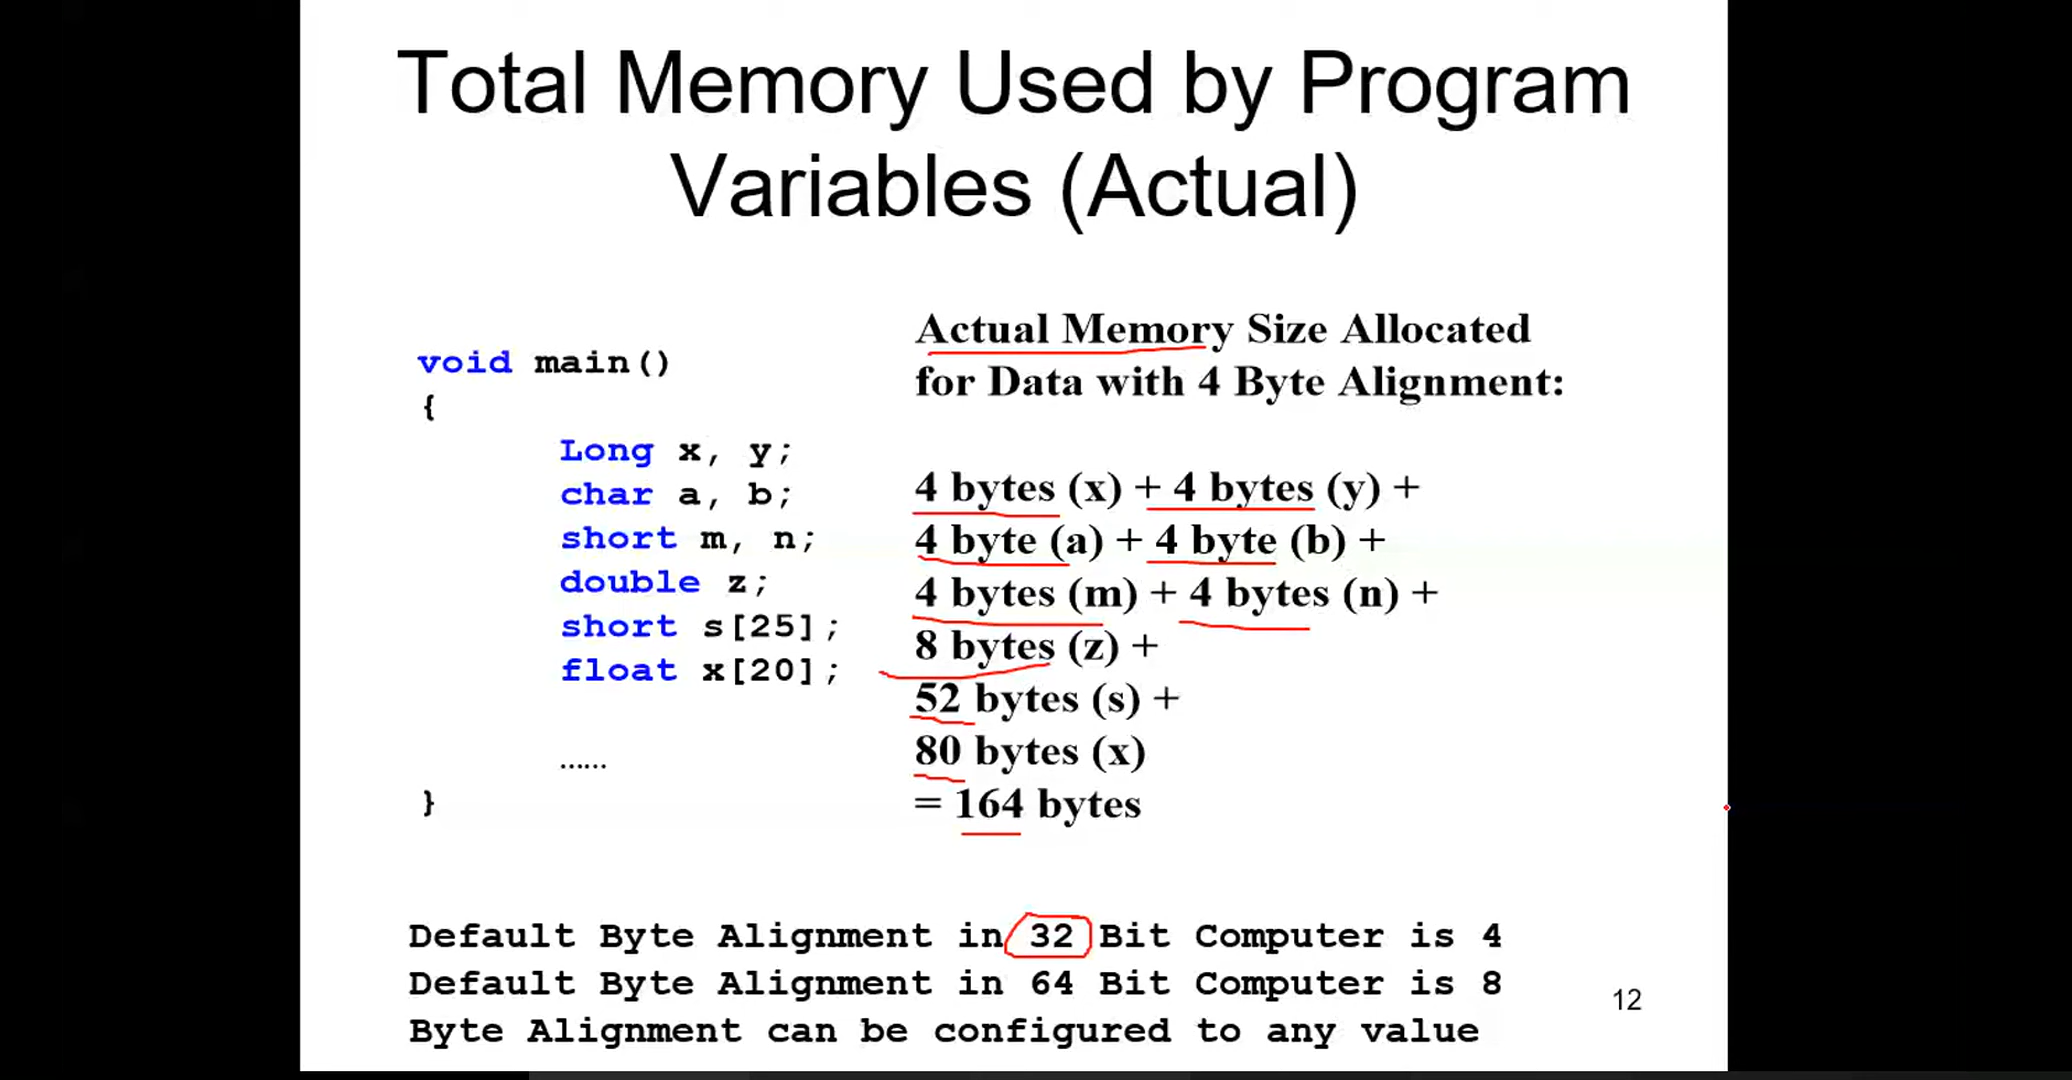 Total Memory Used by Program
Variables (Actual)
void main()
{
Long x, y;
char a, b;
short m, n;
double z;
short s[25];
float x[20];
......
}
Actual Memory Size Allocated
for Data with 4 Byte Alignment:
4 bytes (x) + 4 bytes (y) +
4 byte (a) + 4 byte (b) +
4 bytes (m) + 4 bytes (n) +
8 bytes (z) +
52 bytes (s) +
80 bytes (x)
= 164 bytes
Default Byte Alignment in 32 Bit Computer is 4
Default Byte Alignment in 64 Bit Computer is 8
Byte Alignment can be configured to any value
12